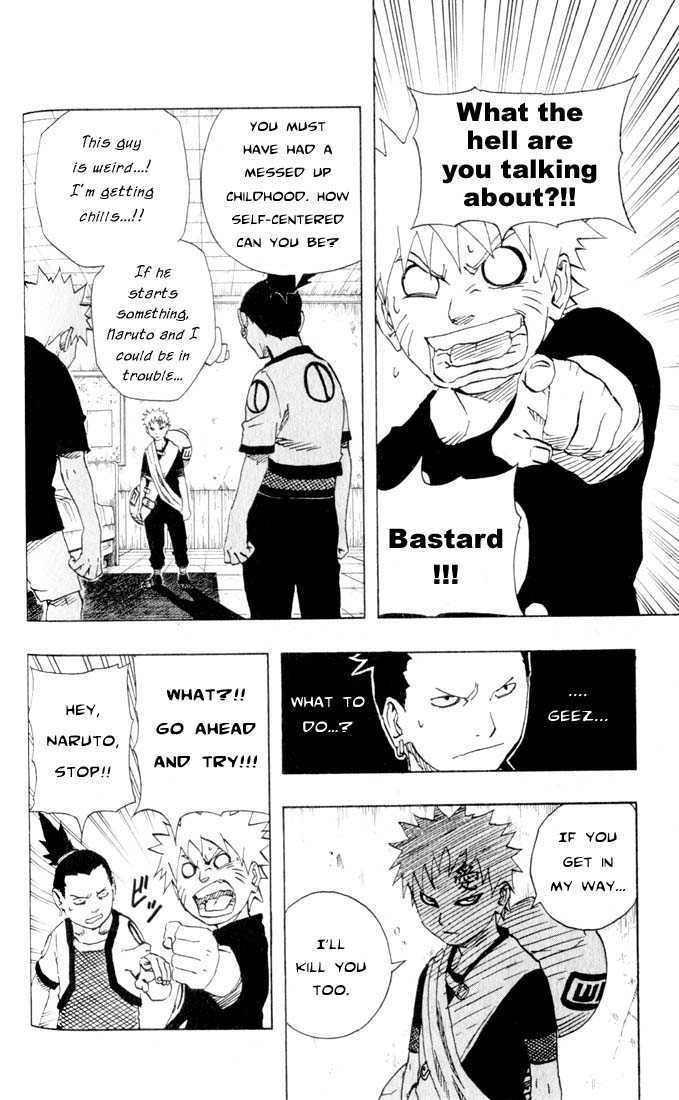 What the
hell are
you talking
about?!!
Bastard
!!!
YOU MUST
HAVE HAD A
MESSED UP
CHILDHOOD. HOW
SELF-CENTERED
CAN YOU BE?
This guy
is weird...!
I'm getting
chills...!!
If he
starts
something,
Naruto and I
could be in
trouble...
....
GEEZ...
WHAT TO
DO...?
IF YOU
GET IN
MY WAY...
I'LL
KILL YOU
TOO.
WHAT?!!
GO AHEAD
AND TRY!!!
HEY,
NARUTO,
STOP!!
ビッ